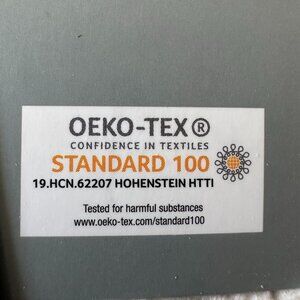 OEKO-TEX®
CONFIDENCE IN TEXTILES
STANDARD 100
19.HCN.62207 HOHENSTEIN HTTI
Tested for harmful substances
www.oeko-tex.com/standard100